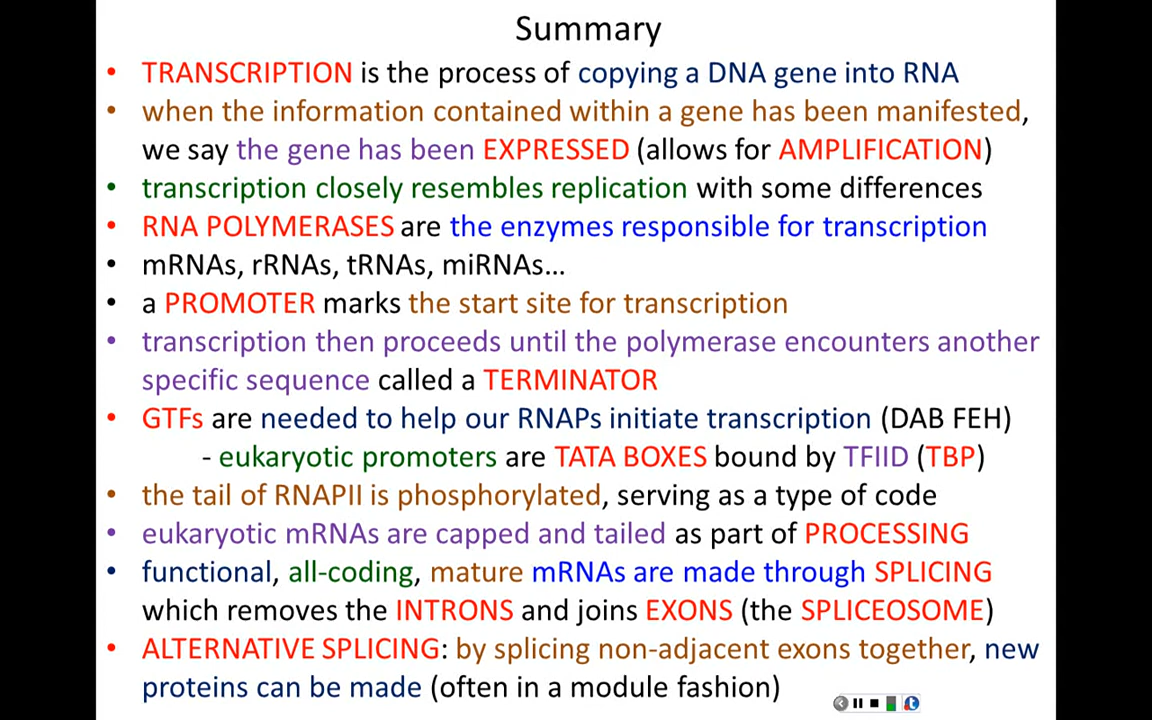 Summary
• TRANSCRIPTION is the process of copying a DNA gene into RNA
• when the information contained within a gene has been manifested,
we say the gene has been EXPRESSED (allows for AMPLIFICATION)
• transcription closely resembles replication with some differences
• RNA POLYMERASES are the enzymes responsible for transcription
• mRNAs, rRNAs, tRNAs, miRNAs...
• a PROMOTER marks the start site for transcription
• transcription then proceeds until the polymerase encounters another
specific sequence called a TERMINATOR
• GTFs are needed to help our RNAPs initiate transcription (DAB FEH)
- eukaryotic promoters are TATA BOXES bound by TFIID (TBP)
• the tail of RNAPII is phosphorylated, serving as a type of code
• eukaryotic mRNAs are capped and tailed as part of PROCESSING
• functional, all-coding, mature mRNAs are made through SPLICING
which removes the INTRONS and joins EXONS (the SPLICEOSOME)
• ALTERNATIVE SPLICING: by splicing non-adjacent exons together, new
proteins can be made (often in a module fashion)